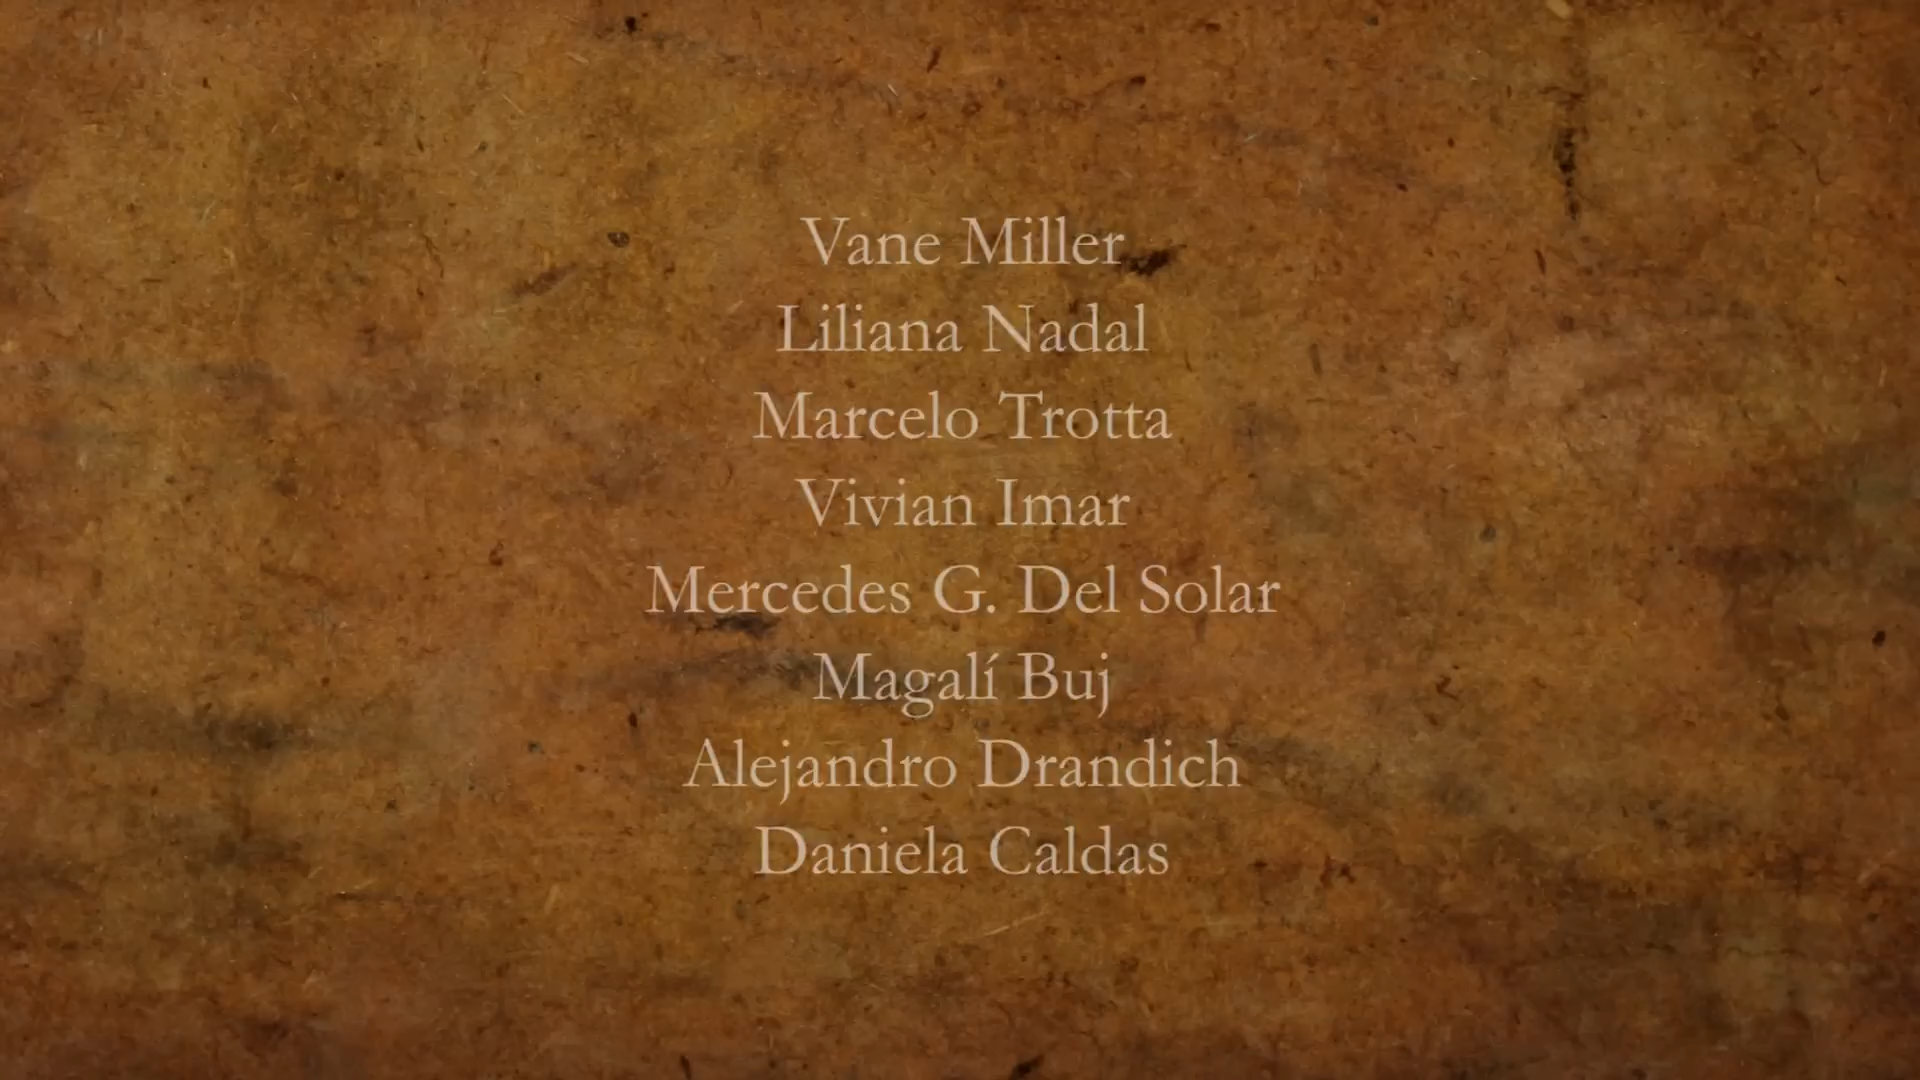 Vane Miller
Liliana Nadal
Marcelo Trotta
Vivian Imar
Mercedes G. Del Solar
Magalí Buj
Alejandro Drandich
Daniela Caldas